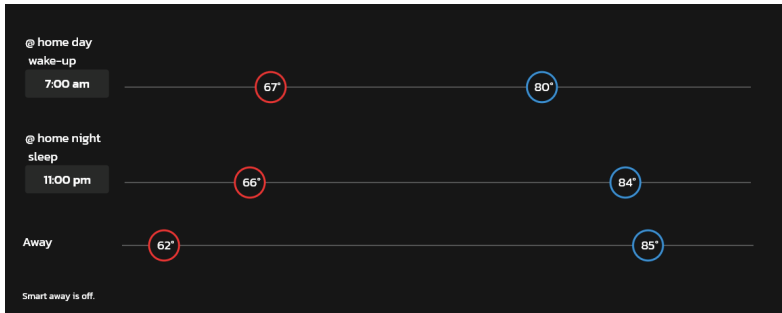 @ home day
wake-up
7:00 am
67°
80°
@ home night
sleep
11:00 pm
66°
84°
Away
62°
85°
Smart away is off.